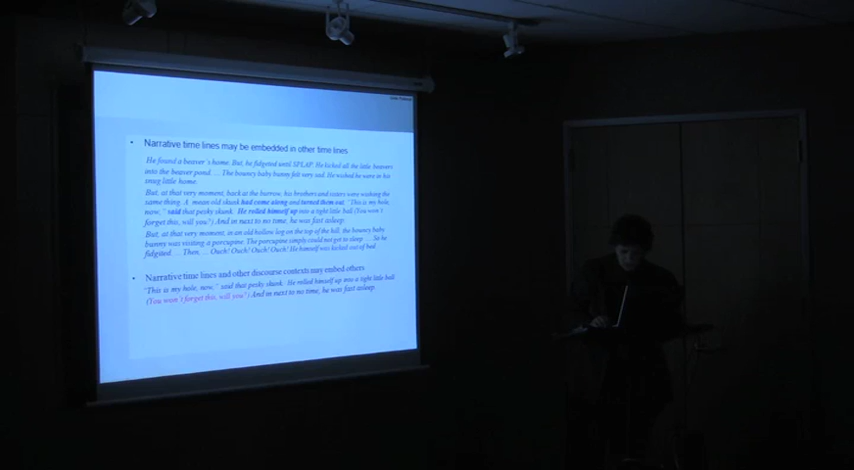 • Narrative time lines may be embedded in other time lines
He found a beaver's home. But, he fidgeted until SPLAT. He kicked all the little beavers
into the beaver pond. ... The bouncy baby bunny felt very sad. He wished he were in his
snug little home.
But, at that very moment, back at the burrow, his brothers and sisters were wishing the
same thing. A mean old skunk had come along and turned them out. "This is my hole,
now," said that pesky skunk. He rolled himself up into a tight little ball (You won't
forget this, will you?) And in next to no time, he was fast asleep.
But, at that very moment, in an old hollow log on the top of the hill, the bouncy baby
bunny was visiting a porcupine. The porcupine simply could not get to sleep. ... So he
fidgeted. ... Then, ... Ouch! Ouch! Ouch! Ouch! He himself was kicked out of bed.
• Narrative time lines and other discourse contexts may embed others
"This is my hole, now," said that pesky skunk. He rolled himself up into a tight little ball
(You won't forget this, will you?) And in next to no time, he was fast asleep.